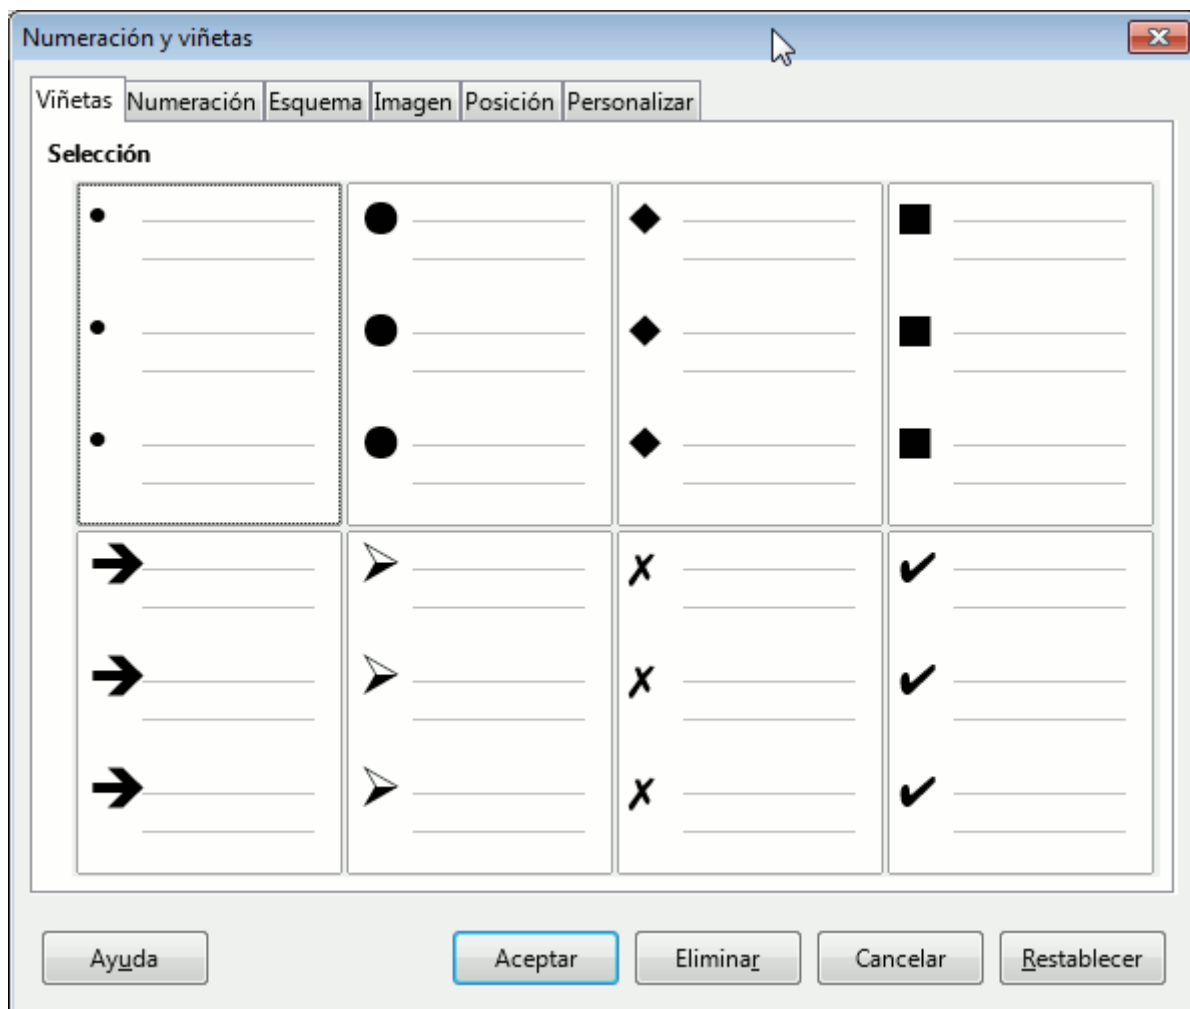 Numeración y viñetas
Viñetas Numeración Esquema Imagen Posición Personalizar
Selección
Ayuda Aceptar Eliminar Cancelar Restablecer